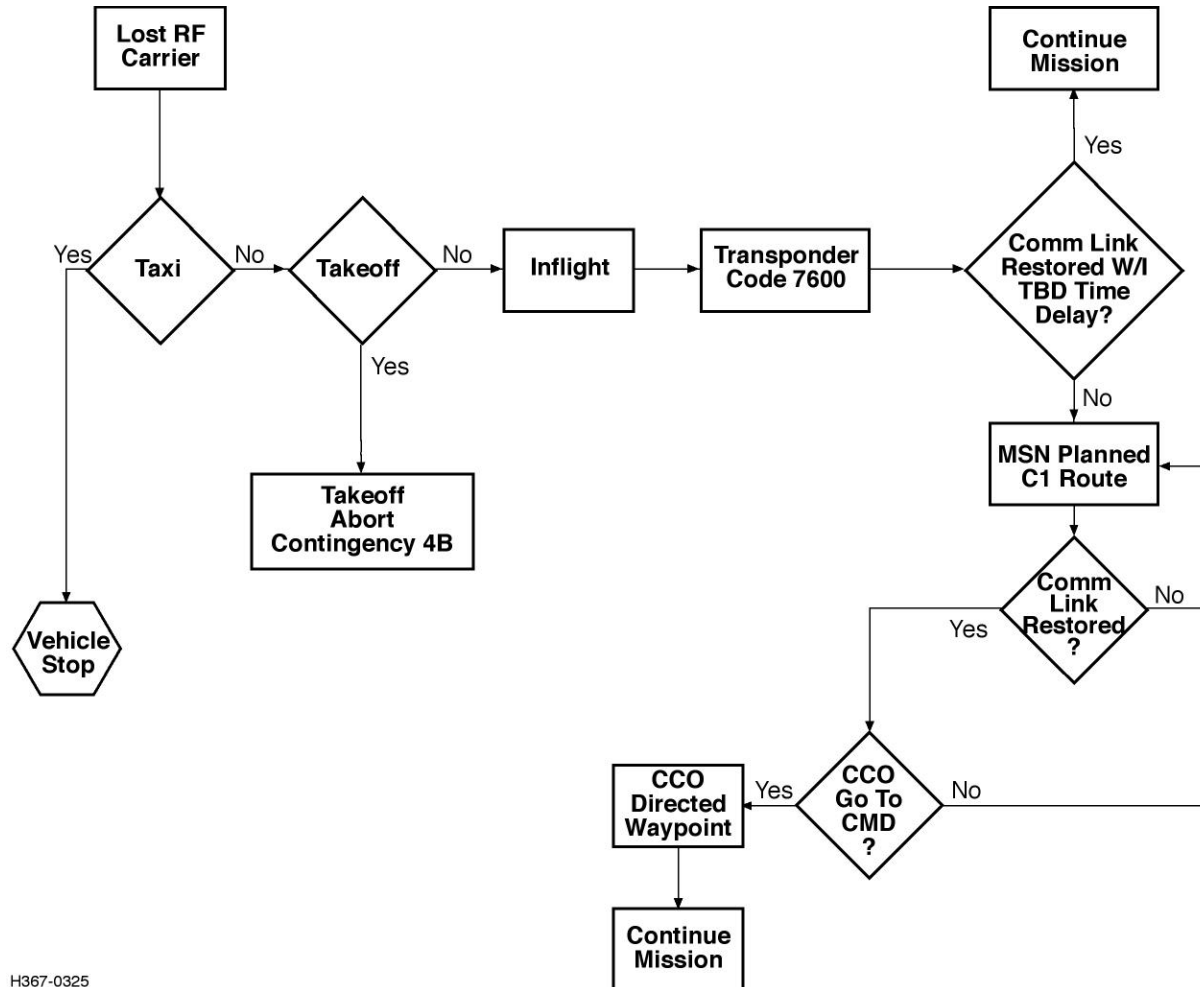 Lost RF
Carrier
Continue
Mission
Yes
Yes
Taxi
No
Takeoff
No
Inflight
Transponder
Code 7600
Comm Link
Restored W/I
TBD Time
Delay?
Yes
No
Takeoff
Abort
Contingency 4B
MSN Planned
C1 Route
Vehicle
Stop
Comm
Link
Restored
?
No
Yes
CCO
Go To
CMD
?
No
Yes
CCO
Directed
Waypoint
Continue
Mission
H367-0325